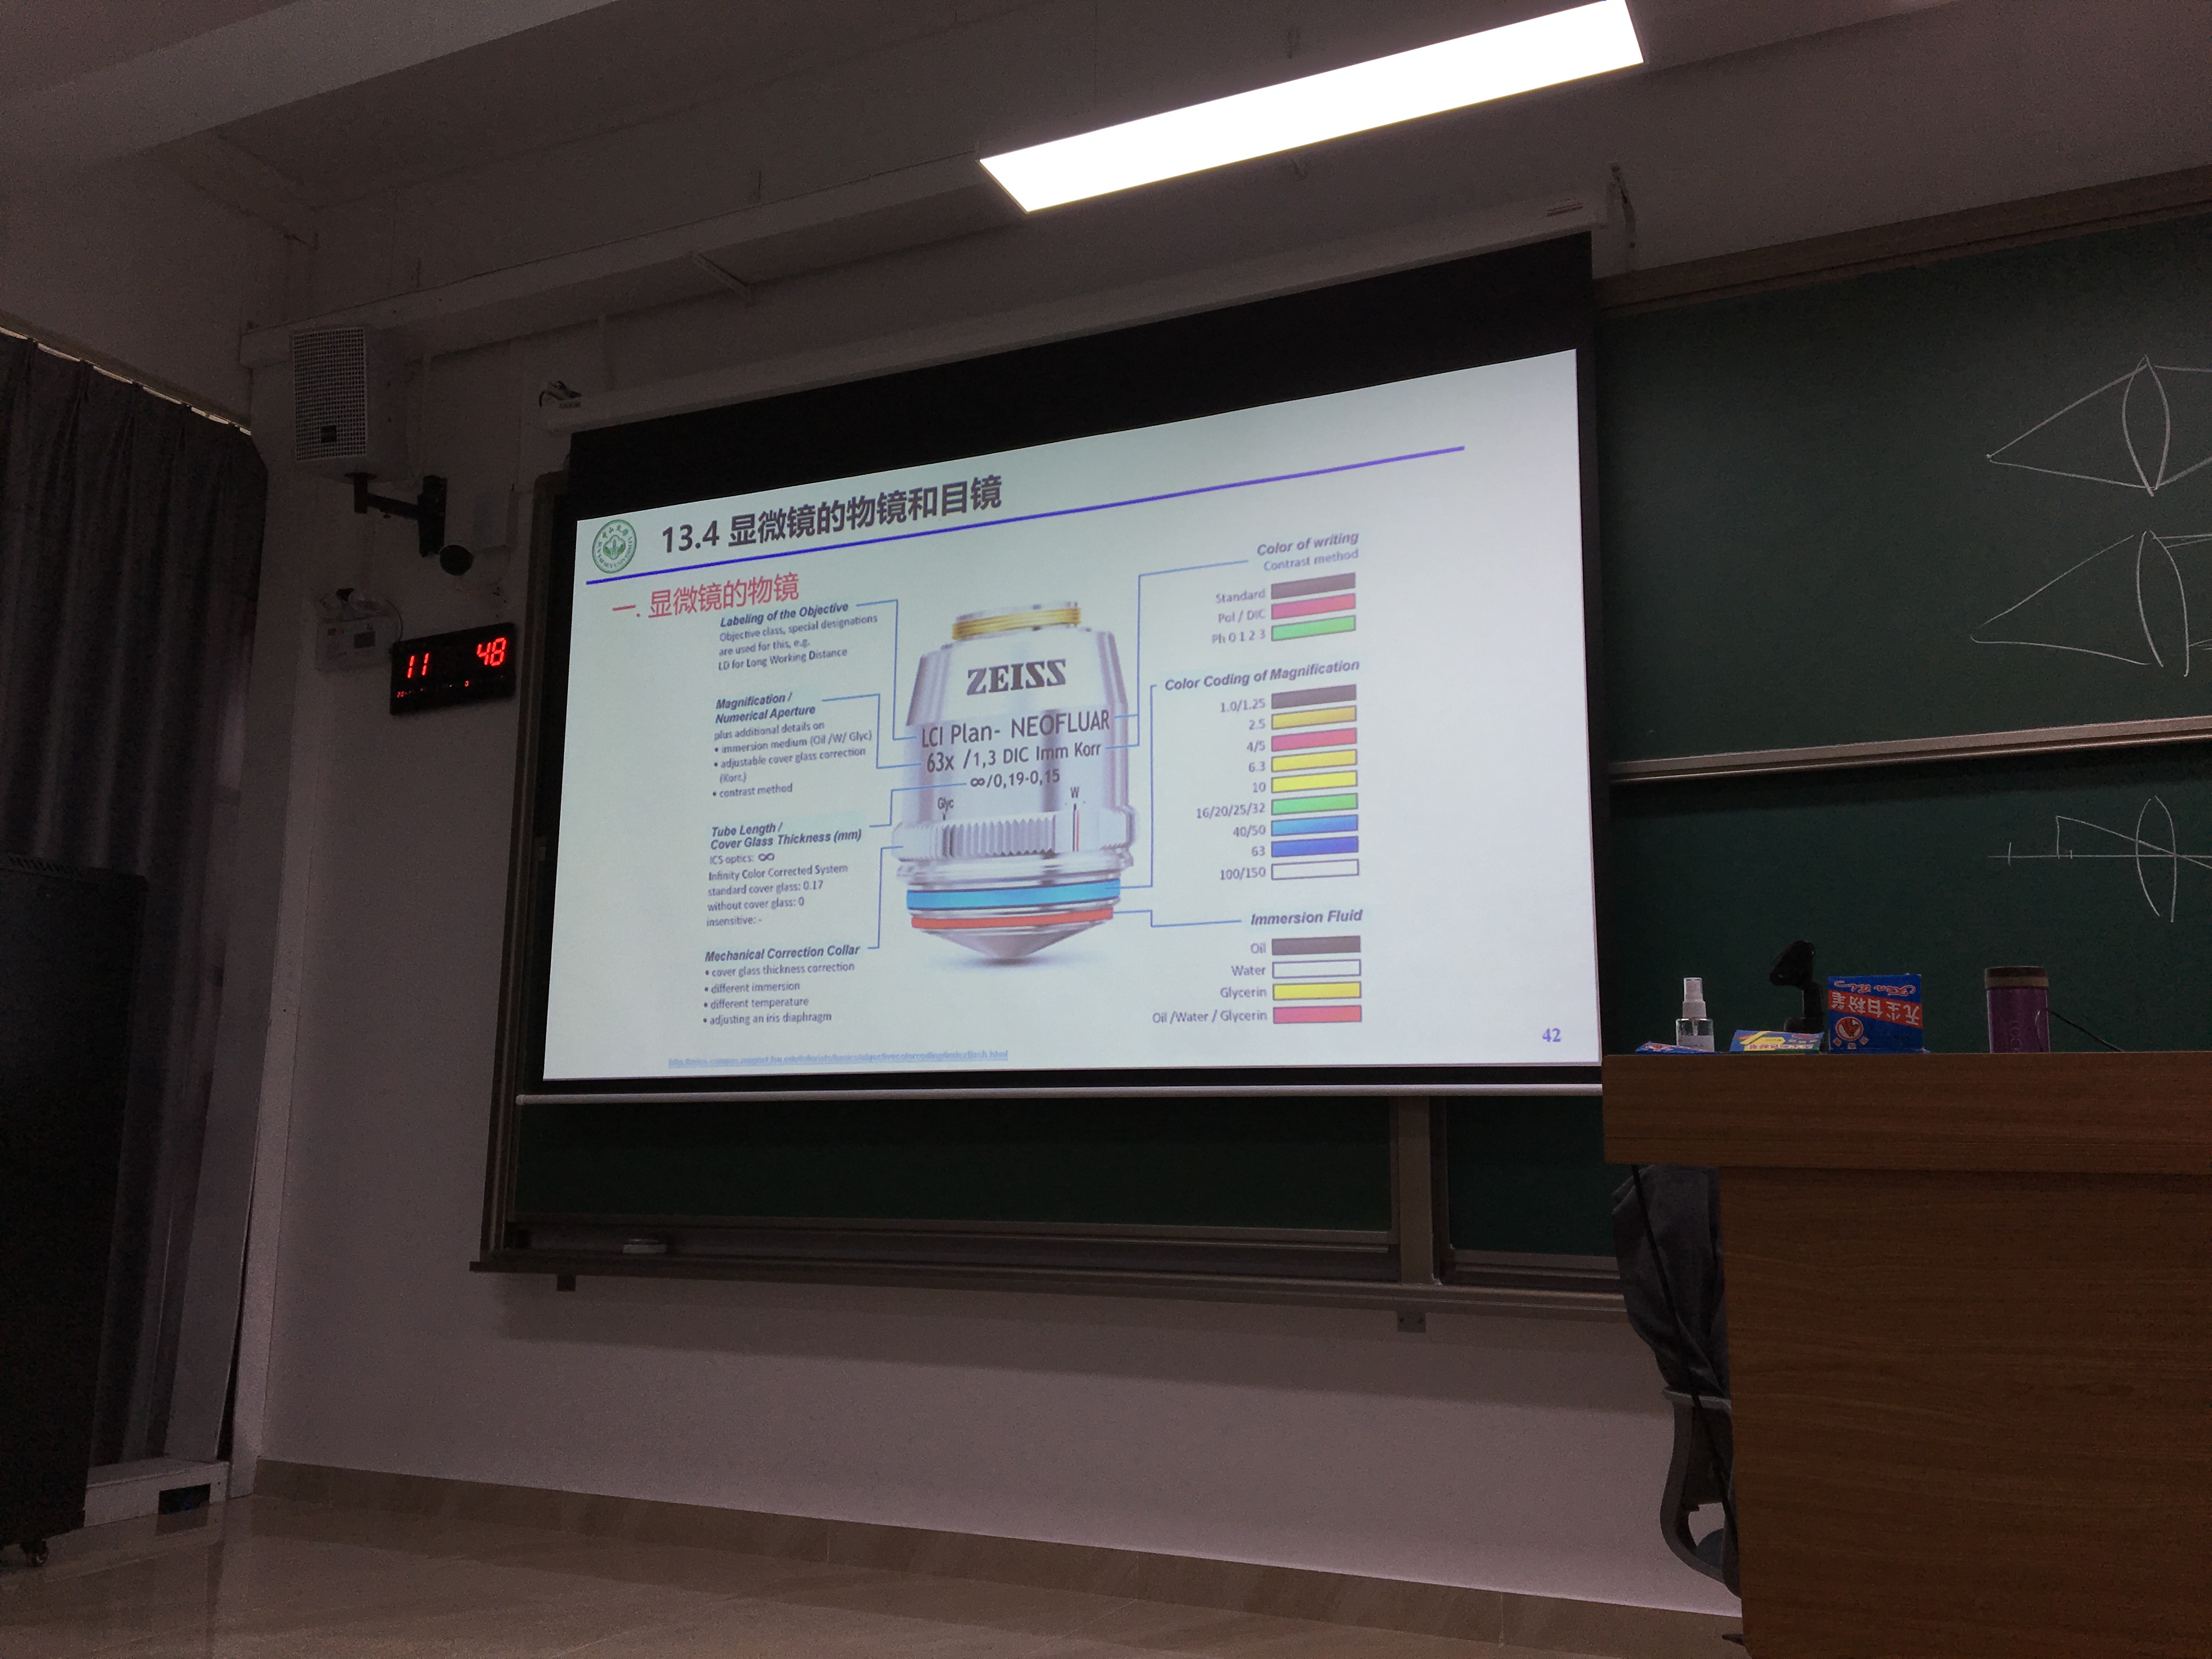 13.4 显微镜的物镜和目镜
一. 显微镜的物镜
Labeling of the Objective
Objective class, special designations
are used for this, e.g.
LD for Long Working Distance
Magnification /
Numerical Aperture
plus additional details on
• immersion medium (Oil /W/ Glyc)
• adjustable cover glass correction
(Korr.)
• contrast method
Tube Length /
Cover Glass Thickness (mm)
ICS optics: ∞
Infinity Color Corrected System
standard cover glass: 0.17
without cover glass: 0
insensitive: -
Mechanical Correction Collar
• cover glass thickness correction
• different immersion
• different temperature
• adjusting an iris diaphragm
ZEISS
LCI Plan- NEOFLUAR
63x /1,3 DIC Imm Korr
∞/0,19-0,15
Glyc
W
Color of writing
Contrast method
Standard
Pol / DIC
Ph 0 1 2 3
Color Coding of Magnification
1.0/1.25
2.5
4/5
6.3
10
16/20/25/32
40/50
63
100/150
Immersion Fluid
Oil
Water
Glycerin
Oil /Water / Glycerin
42
11 48
无尘白粉笔